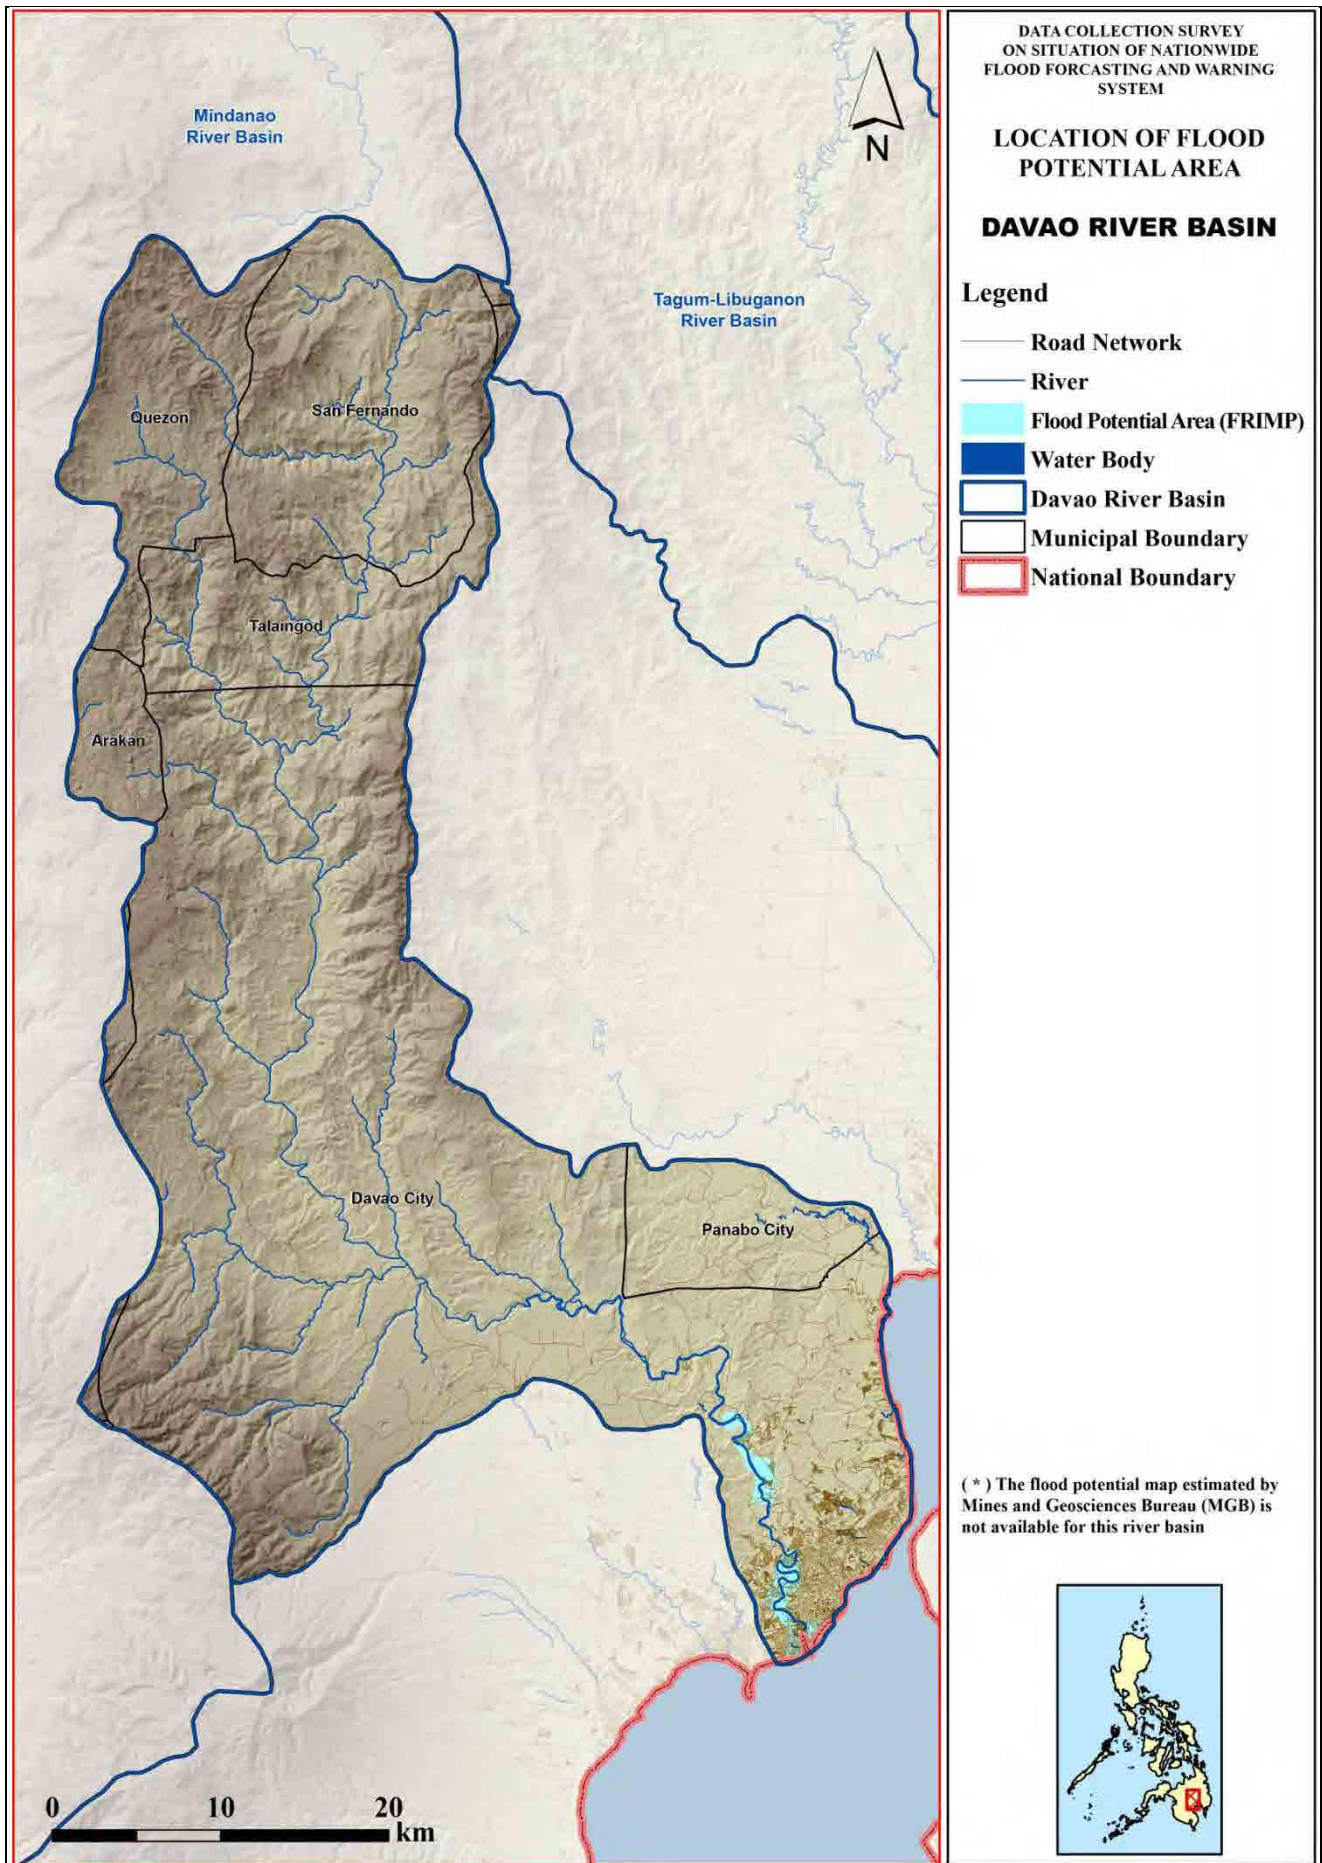 DATA COLLECTION SURVEY
ON SITUATION OF NATIONWIDE
FLOOD FORCASTING AND WARNING
SYSTEM
LOCATION OF FLOOD
POTENTIAL AREA
DAVAO RIVER BASIN
Legend
Road Network
River
Flood Potential Area (FRIMP)
Water Body
Davao River Basin
Municipal Boundary
National Boundary
( * ) The flood potential map estimated by
Mines and Geosciences Bureau (MGB) is
not available for this river basin
Mindanao
River Basin
N
Tagum-Libuganon
River Basin
Quezon
San Fernando
Talaingod
Arakan
Davao City
Panabo City
0 10 20
km